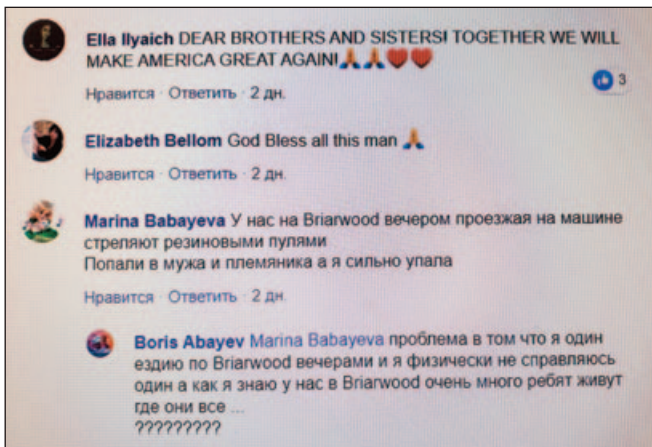 Ella Ilyaich DEAR BROTHERS AND SISTERS! TOGETHER WE WILL
MAKE AMERICA GREAT AGAIN!🙏🙏❤️❤️
Нравится · Ответить · 2 дн.
3
Elizabeth Bellom God Bless all this man 🙏
Нравится · Ответить · 2 дн.
Marina Babayeva У нас на Briarwood вечером проезжая на машине
стреляют резиновыми пулями
Попали в мужа и племяника а я сильно упала
Нравится · Ответить · 2 дн.
Boris Abayev Marina Babayeva проблема в том что я один
ездию по Briarwood вечерами и я физически не справляюсь
один а как я знаю у нас в Briarwood очень много ребят живут
где они все ...
?????????